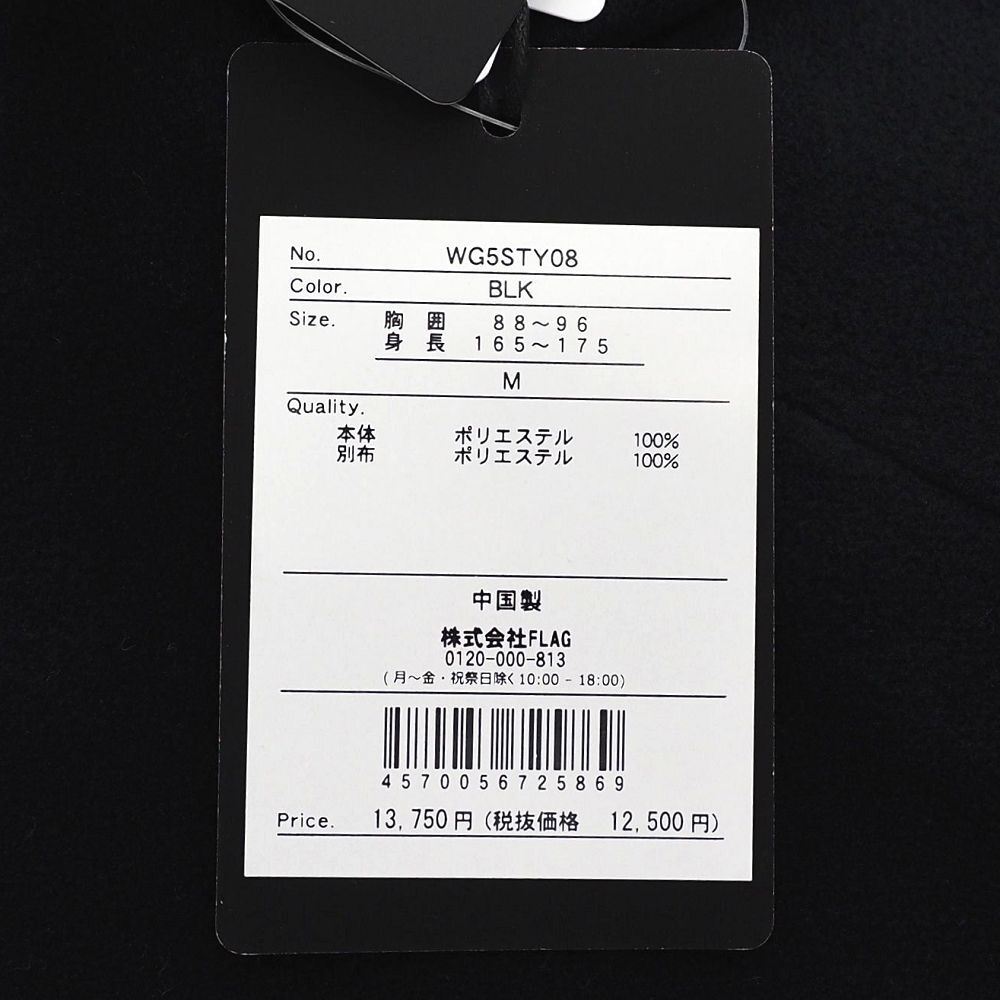 No. WG5STY08
Color. BLK
Size. 胸囲 88～96
身長 165～175
M
Quality.
本体 ポリエステル 100%
別布 ポリエステル 100%
中国製
株式会社FLAG
0120-000-813
(月～金・祝祭日除く10:00 - 18:00)
4570056725869
Price. 13,750円 (税抜価格 12,500円)